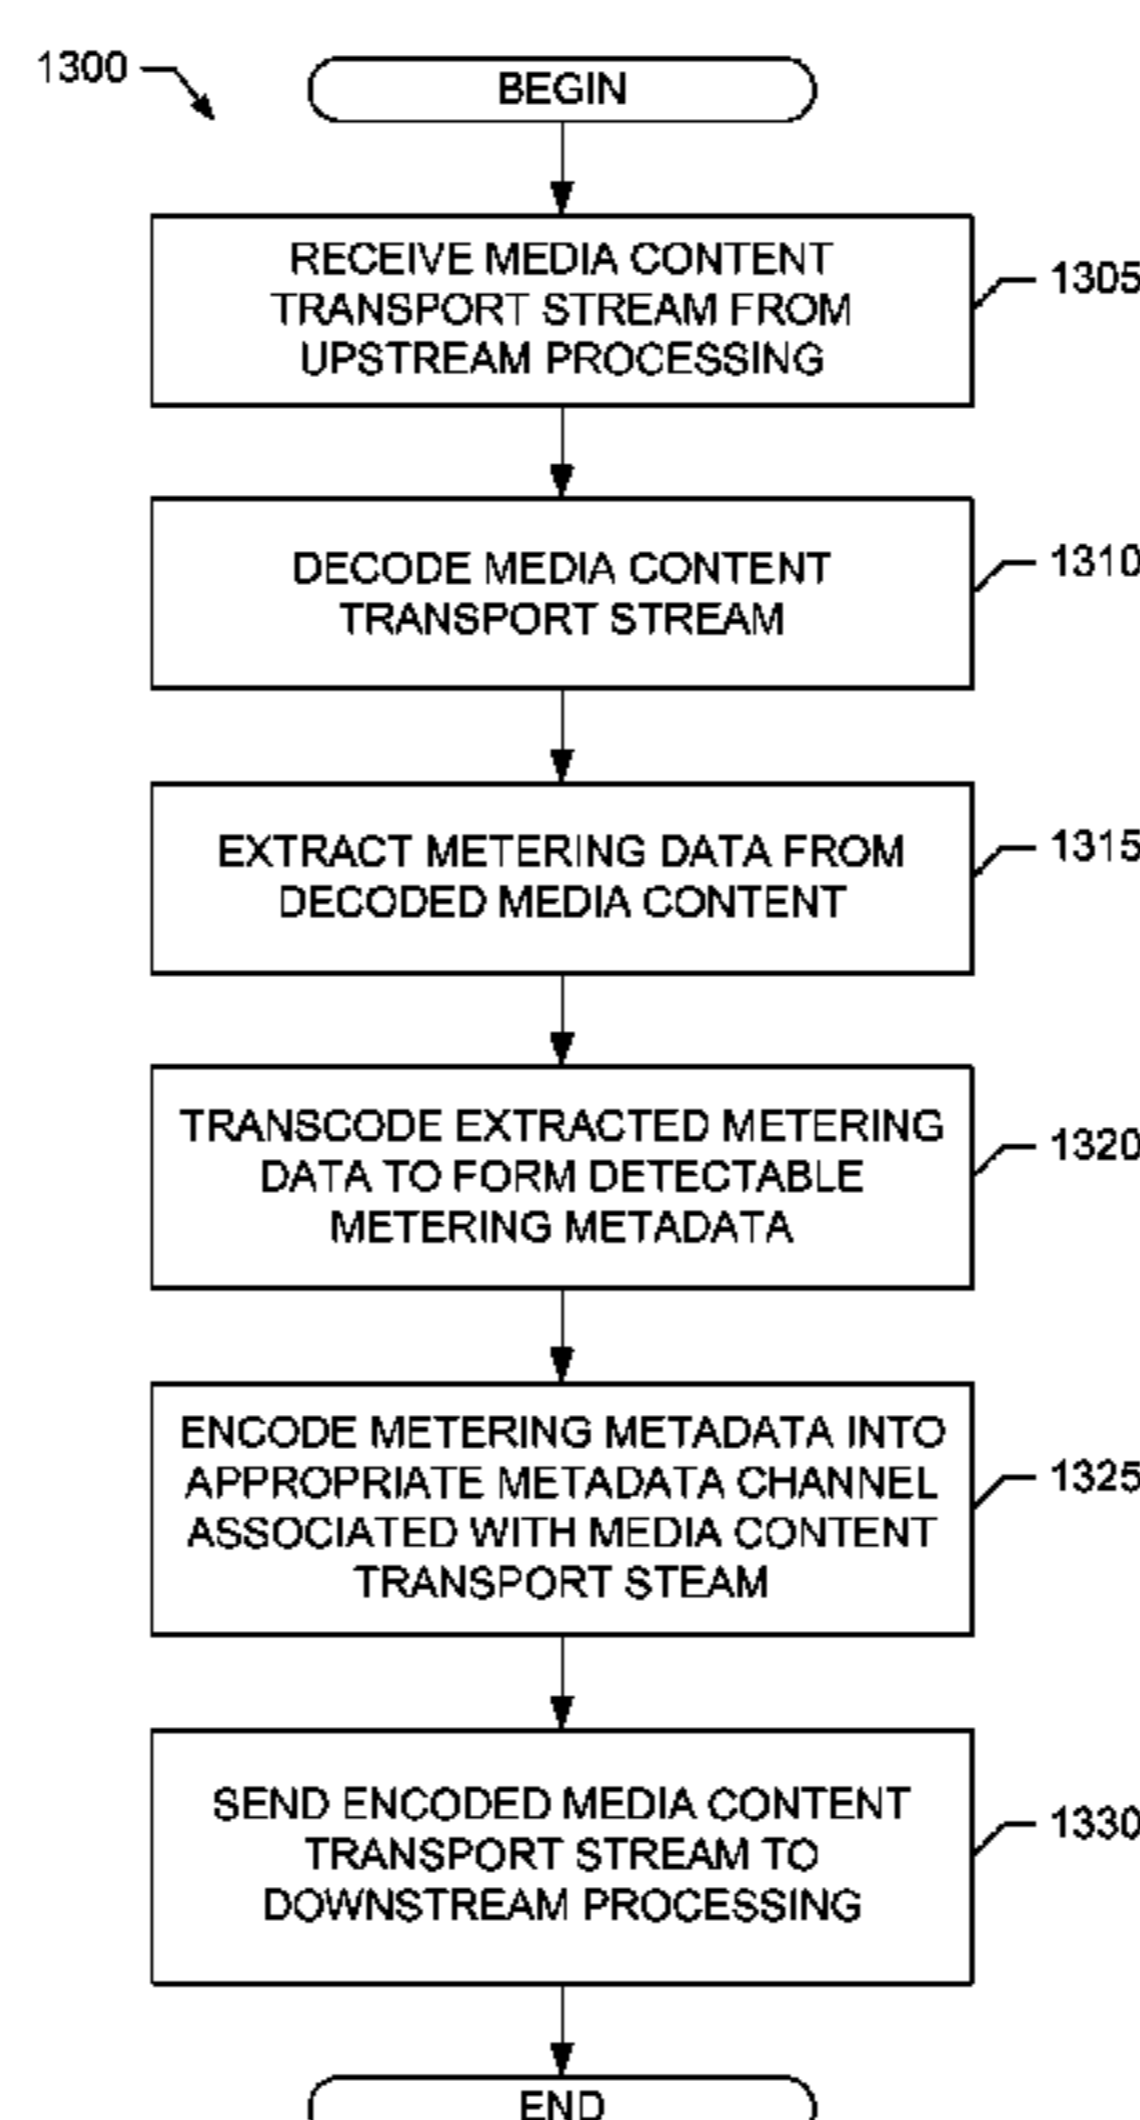 1300
BEGIN
RECEIVE MEDIA CONTENT
TRANSPORT STREAM FROM
UPSTREAM PROCESSING
1305
DECODE MEDIA CONTENT
TRANSPORT STREAM
1310
EXTRACT METERING DATA FROM
DECODED MEDIA CONTENT
1315
TRANSCODE EXTRACTED METERING
DATA TO FORM DETECTABLE
METERING METADATA
1320
ENCODE METERING METADATA INTO
APPROPRIATE METADATA CHANNEL
ASSOCIATED WITH MEDIA CONTENT
TRANSPORT STEAM
1325
SEND ENCODED MEDIA CONTENT
TRANSPORT STREAM TO
DOWNSTREAM PROCESSING
1330
END